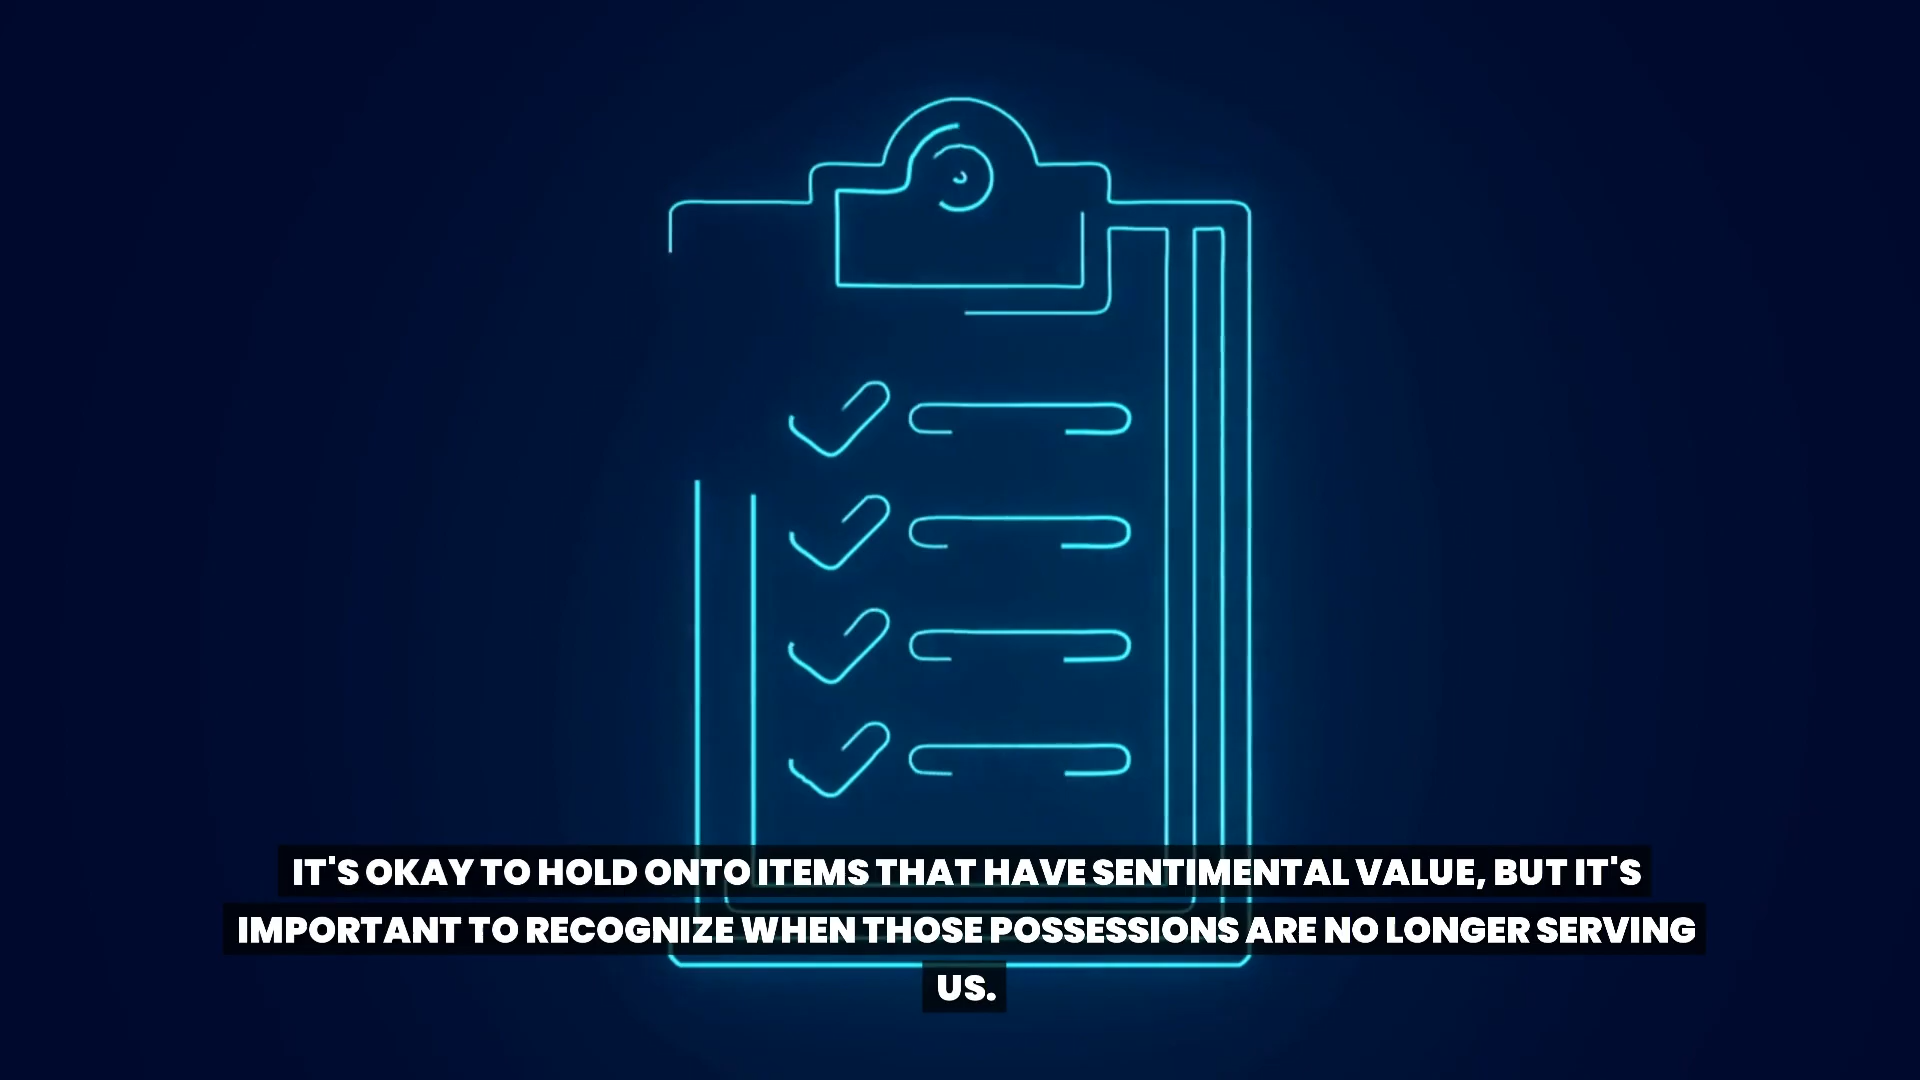 IT'S OKAY TO HOLD ONTO ITEMS THAT HAVE SENTIMENTAL VALUE, BUT IT'S
IMPORTANT TO RECOGNIZE WHEN THOSE POSSESSIONS ARE NO LONGER SERVING
US.